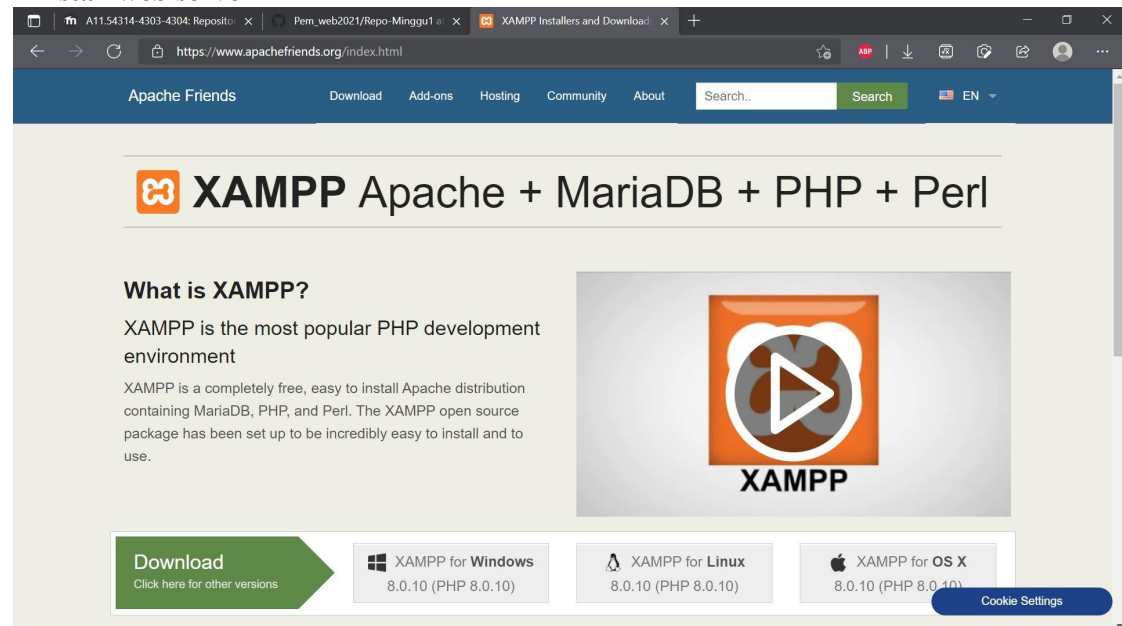 A11.54314-4303-4304: Repositor
Pem_web2021/Repo-Minggu1 at
XAMPP Installers and Download
https://www.apachefriends.org/index.html
ABP
Apache Friends
Download
Add-ons
Hosting
Community
About
Search..
Search
EN
XAMPP Apache + MariaDB + PHP + Perl
What is XAMPP?
XAMPP is the most popular PHP development
environment
XAMPP is a completely free, easy to install Apache distribution
containing MariaDB, PHP, and Perl. The XAMPP open source
package has been set up to be incredibly easy to install and to
use.
XAMPP
Download
Click here for other versions
XAMPP for Windows
8.0.10 (PHP 8.0.10)
XAMPP for Linux
8.0.10 (PHP 8.0.10)
XAMPP for OS X
8.0.10 (PHP 8.0.10)
Cookie Settings